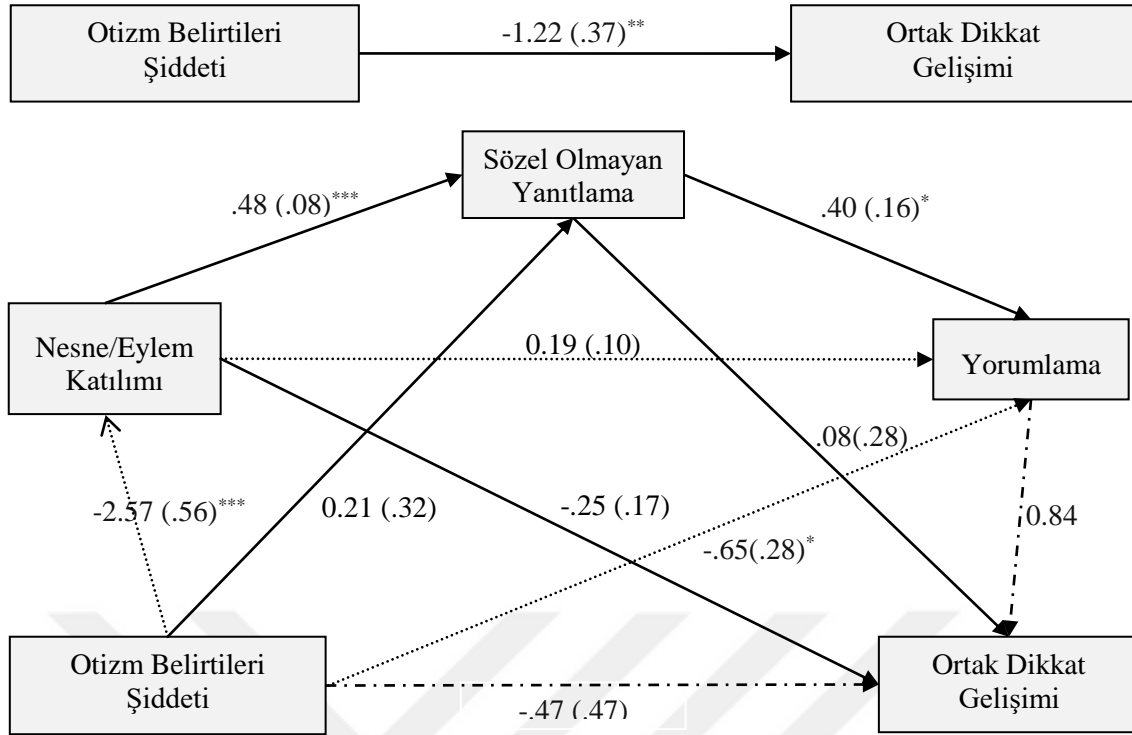 Otizm Belirtileri
Şiddeti
-1.22 (.37)**
Ortak Dikkat
Gelişimi
Sözel Olmayan
Yanıtlama
.48 (.08)***
.40 (.16)*
Nesne/Eylem
Katılımı
0.19 (.10)
Yorumlama
.08(.28)
-2.57 (.56)***
0.21 (.32)
-.25 (.17)
-.65(.28)*
0.84
Otizm Belirtileri
Şiddeti
-.47 (.47)
Ortak Dikkat
Gelişimi